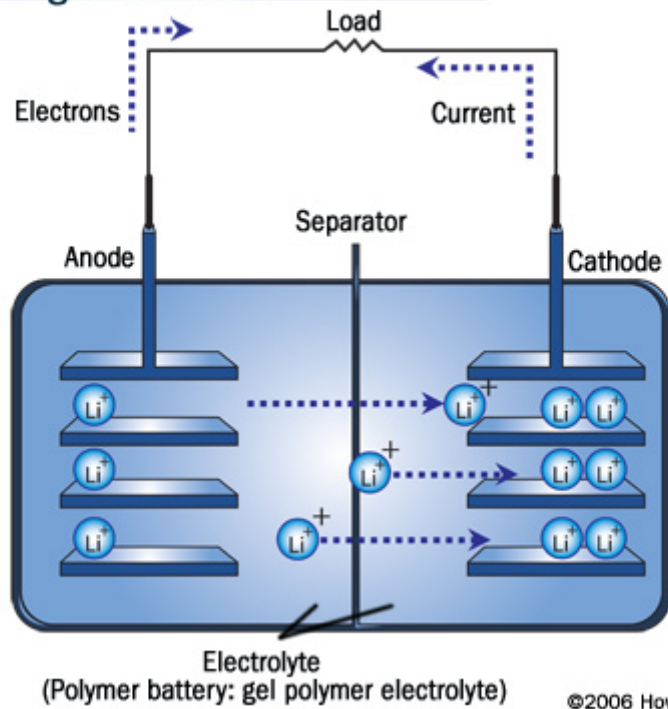 Load
Electrons
Current
Separator
Anode
Cathode
Li+
+
Li+
Li+
Li+
Li+
+
Li+
Li+
Li+
+
Li+
Li+
Li+
Li+
Electrolyte
(Polymer battery: gel polymer electrolyte)
©2006